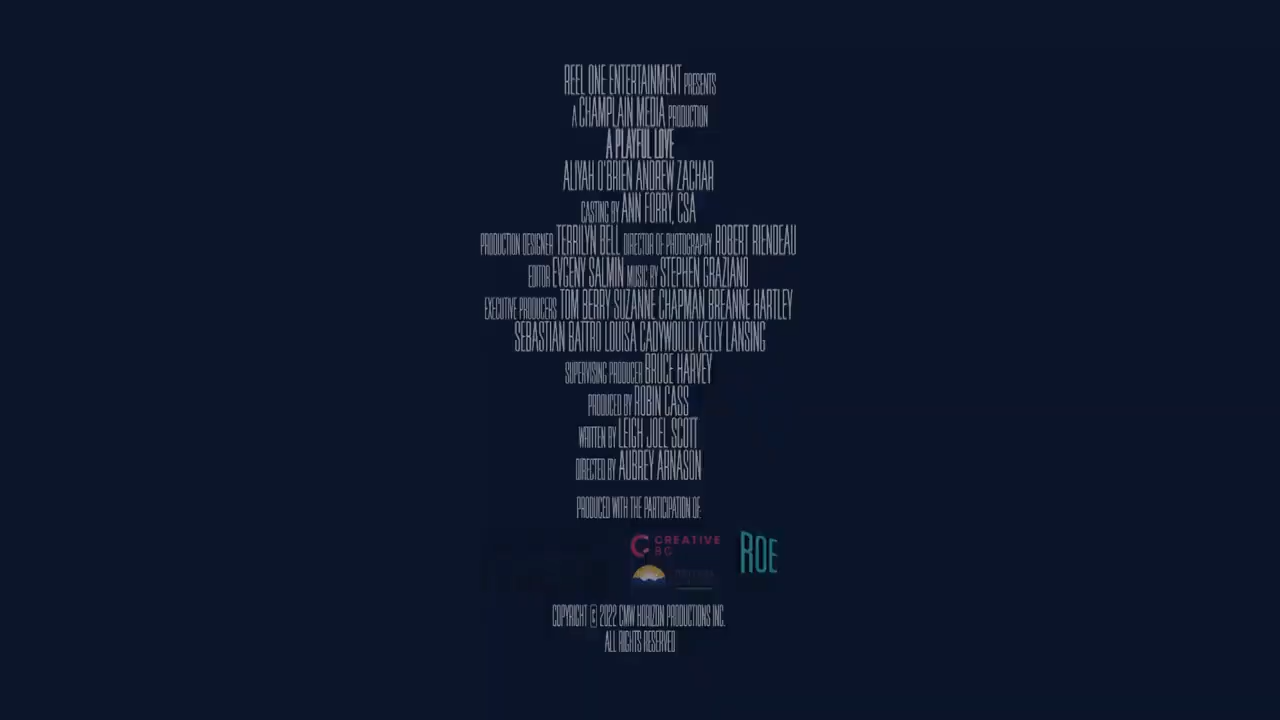 REEL ONE ENTERTAINMENT PRESENTS
A CHAMPLAIN MEDIA PRODUCTION
A PLAYFUL LOVE
ALIYAH O'BRIEN ANDREW ZACHAR
CASTING BY ANN FORRY, CSA
PRODUCTION DESIGNER TERRILYN BELL DIRECTOR OF PHOTOGRAPHY ROBERT RIENDEAU
EDITOR EVGENY SALMIN MUSIC BY STEPHEN GRAZIANO
EXECUTIVE PRODUCERS TOM BERRY SUZANNE CHAPMAN BREANNE HARTLEY
SEBASTIAN BATTRO LOUISA CADYWOULD KELLY LANSING
SUPERVISING PRODUCER BRUCE HARVEY
PRODUCED BY ROBIN CASS
WRITTEN BY LEIGH JOEL SCOTT
DIRECTED BY AUBREY ARNASON
PRODUCED WITH THE PARTICIPATION OF:
CREATIVE
BC
ROE
COPYRIGHT © 2022 CMW HORIZON PRODUCTIONS INC.
ALL RIGHTS RESERVED